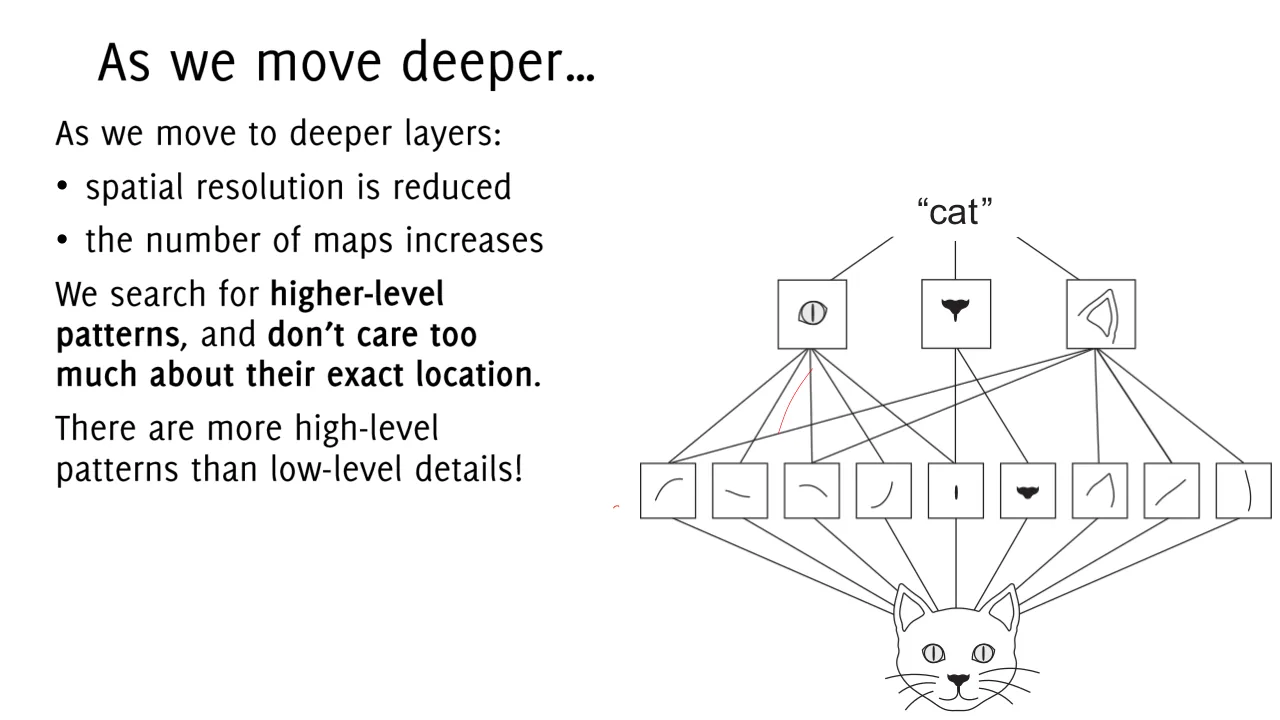 As we move deeper...
As we move to deeper layers:
• spatial resolution is reduced
• the number of maps increases
We search for higher-level
patterns, and don’t care too
much about their exact location.
There are more high-level
patterns than low-level details!
“cat”